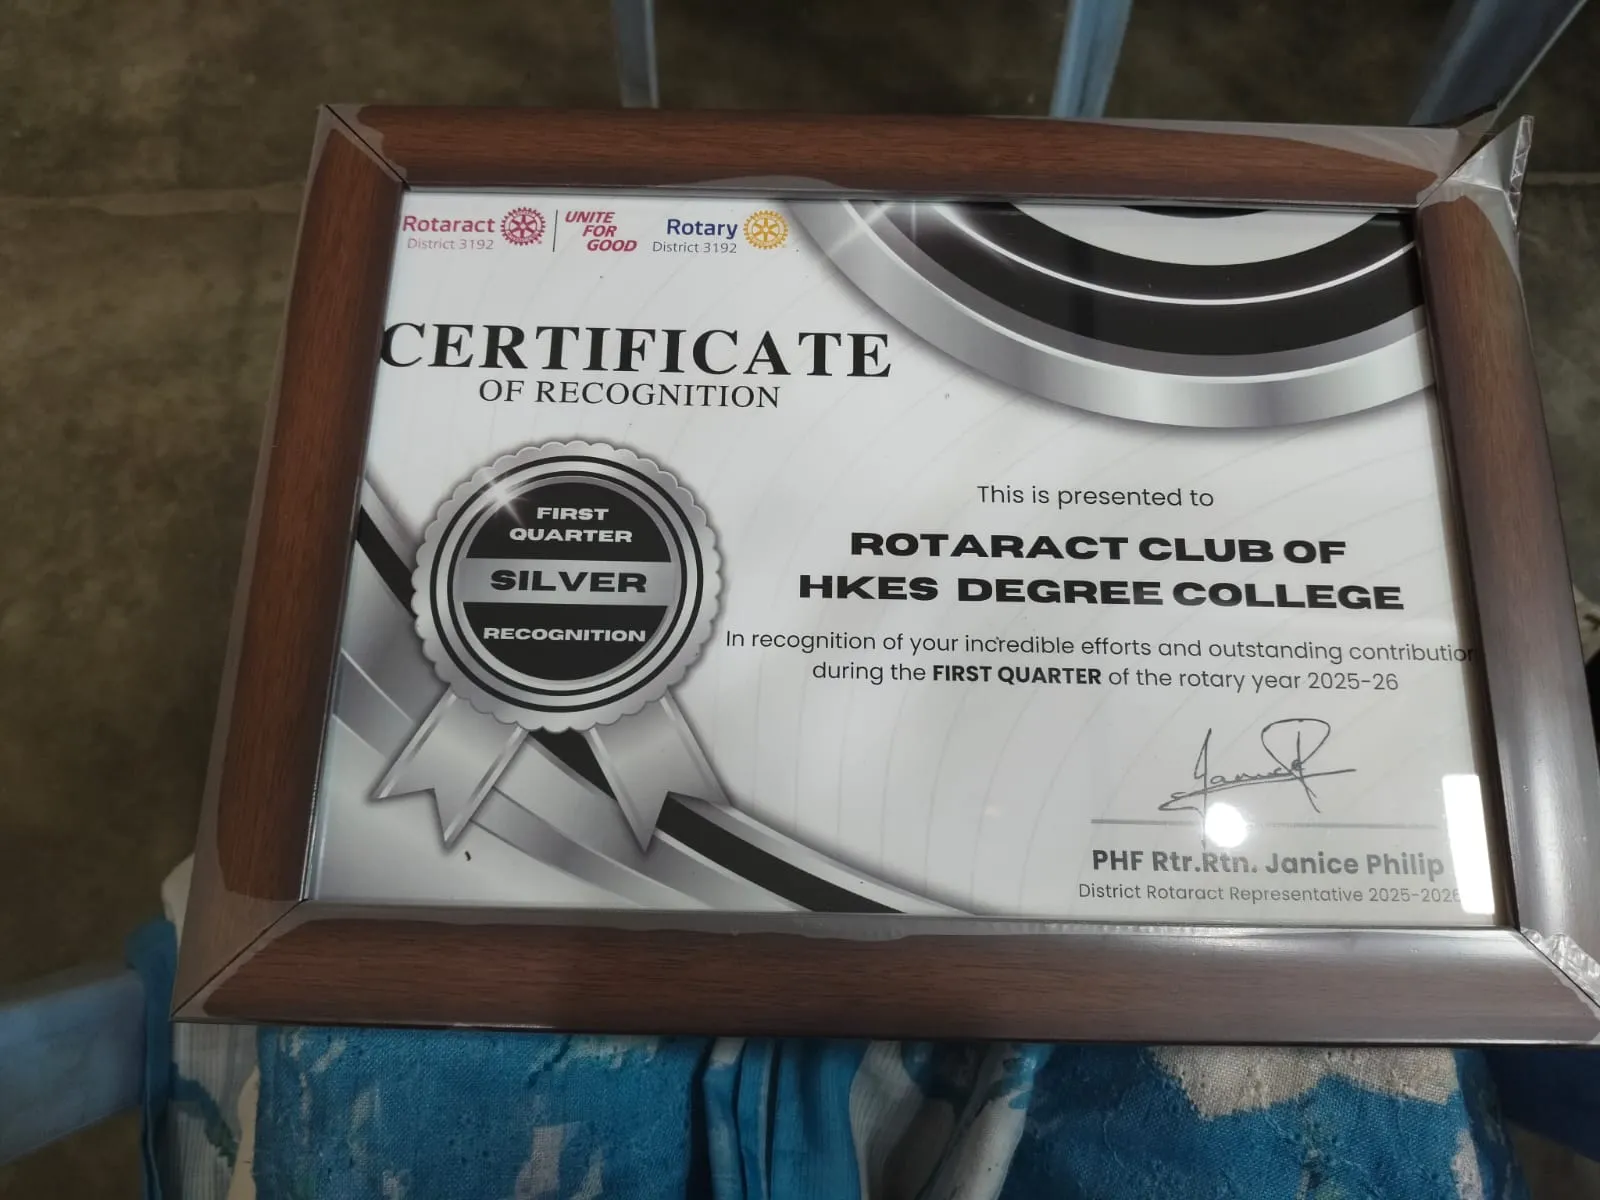 Rotaract
District 3192
UNITE
FOR
GOOD
Rotary
District 3192
CERTIFICATE
OF RECOGNITION
FIRST
QUARTER
SILVER
RECOGNITION
This is presented to
ROTARACT CLUB OF
HKES DEGREE COLLEGE
In recognition of your incredible efforts and outstanding contribution
during the FIRST QUARTER of the rotary year 2025-26
PHF Rtr.Rtn. Janice Philip
District Rotaract Representative 2025-2026